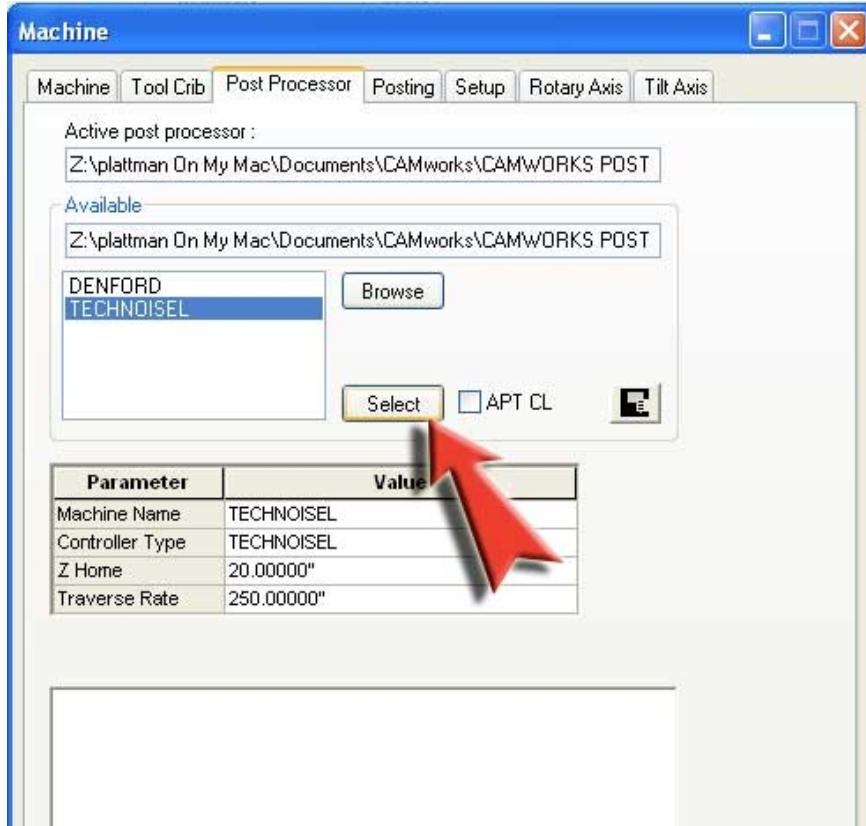 Machine
Machine Tool Crib Post Processor Posting Setup Rotary Axis Tilt Axis
Active post processor :
Z:\plattman On My Mac\Documents\CAMworks\CAMWORKS POST
Available
Z:\plattman On My Mac\Documents\CAMworks\CAMWORKS POST
DENFORD
TECHNOISEL
Browse
Select APT CL
Parameter Value
Machine Name TECHNOISEL
Controller Type TECHNOISEL
Z Home 20.00000"
Traverse Rate 250.00000"